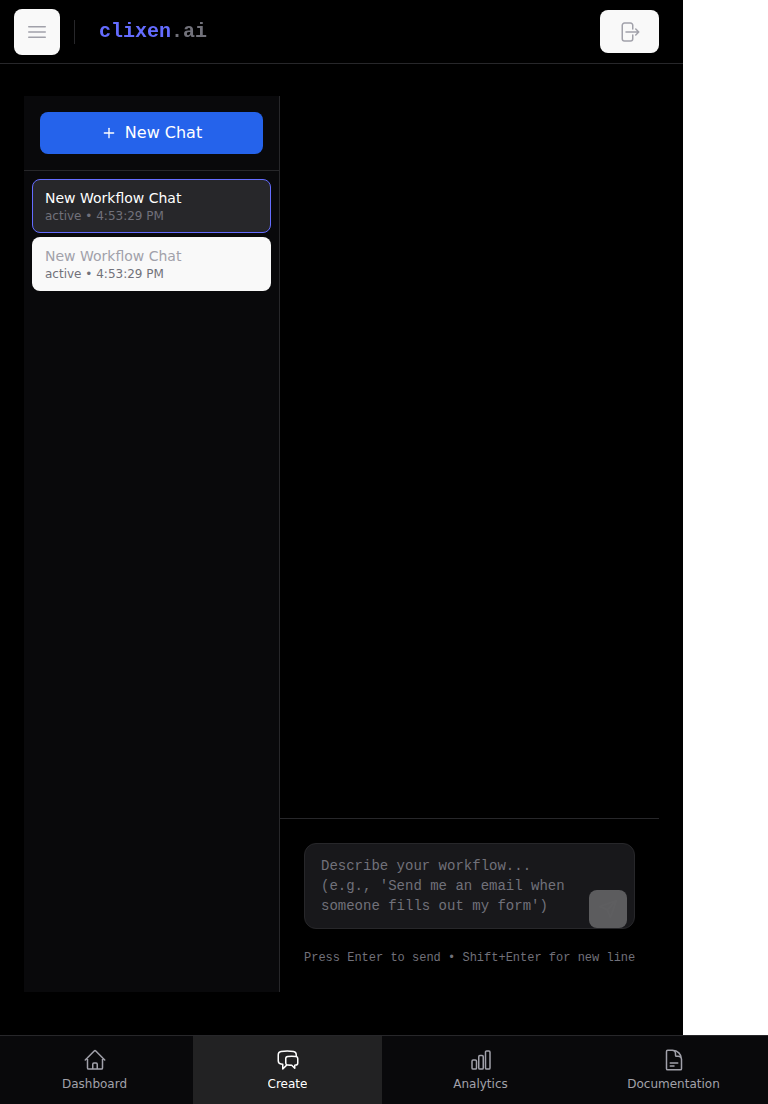 clixen.ai
New Chat
New Workflow Chat
active • 4:53:29 PM
New Workflow Chat
active • 4:53:29 PM
Describe your workflow...
(e.g., 'Send me an email when
someone fills out my form')
Press Enter to send • Shift+Enter for new line
Dashboard
Create
Analytics
Documentation